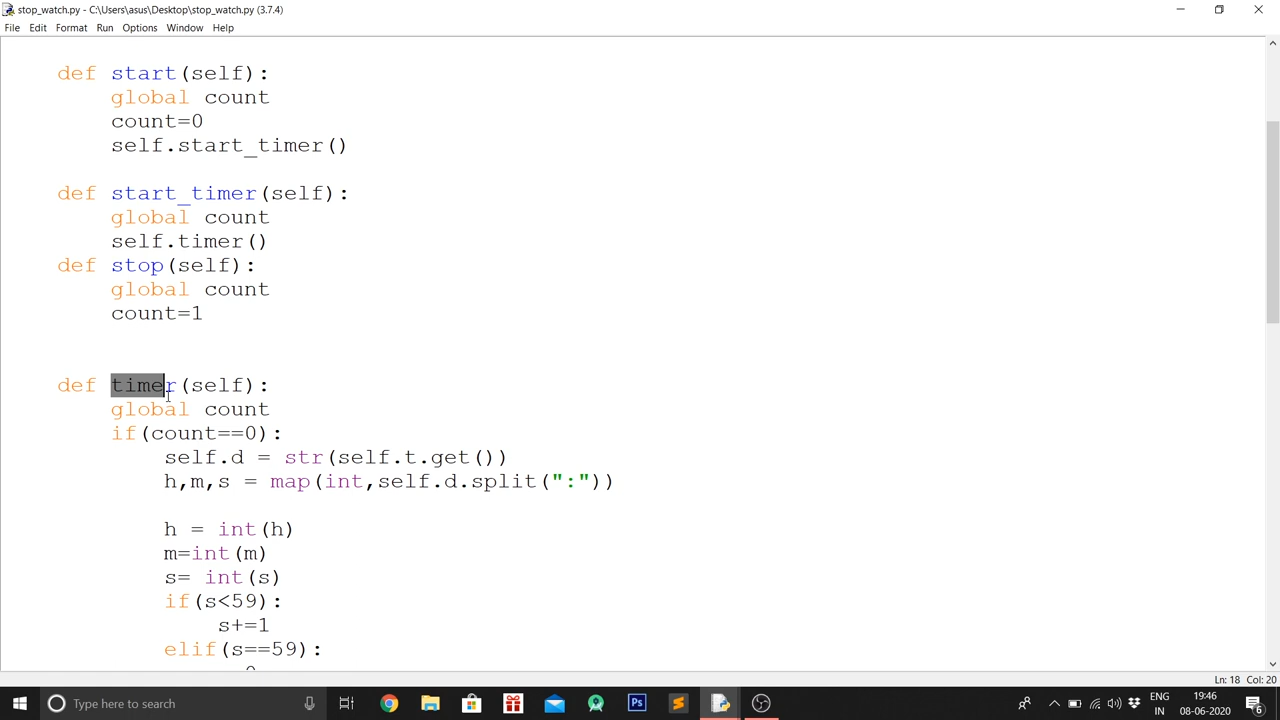 stop_watch.py - C:\Users\asus\Desktop\stop_watch.py (3.7.4)
File Edit Format Run Options Window Help
def start(self):
global count
count=0
self.start_timer()
def start_timer(self):
global count
self.timer()
def stop(self):
global count
count=1
def timer(self):
global count
if(count==0):
self.d = str(self.t.get())
h,m,s = map(int,self.d.split(":"))
h = int(h)
m=int(m)
s= int(s)
if(s<59):
s+=1
elif(s==59):
Ln: 18 Col: 20
Type here to search
Ps
ENG
IN
19:46
08-06-2020
6